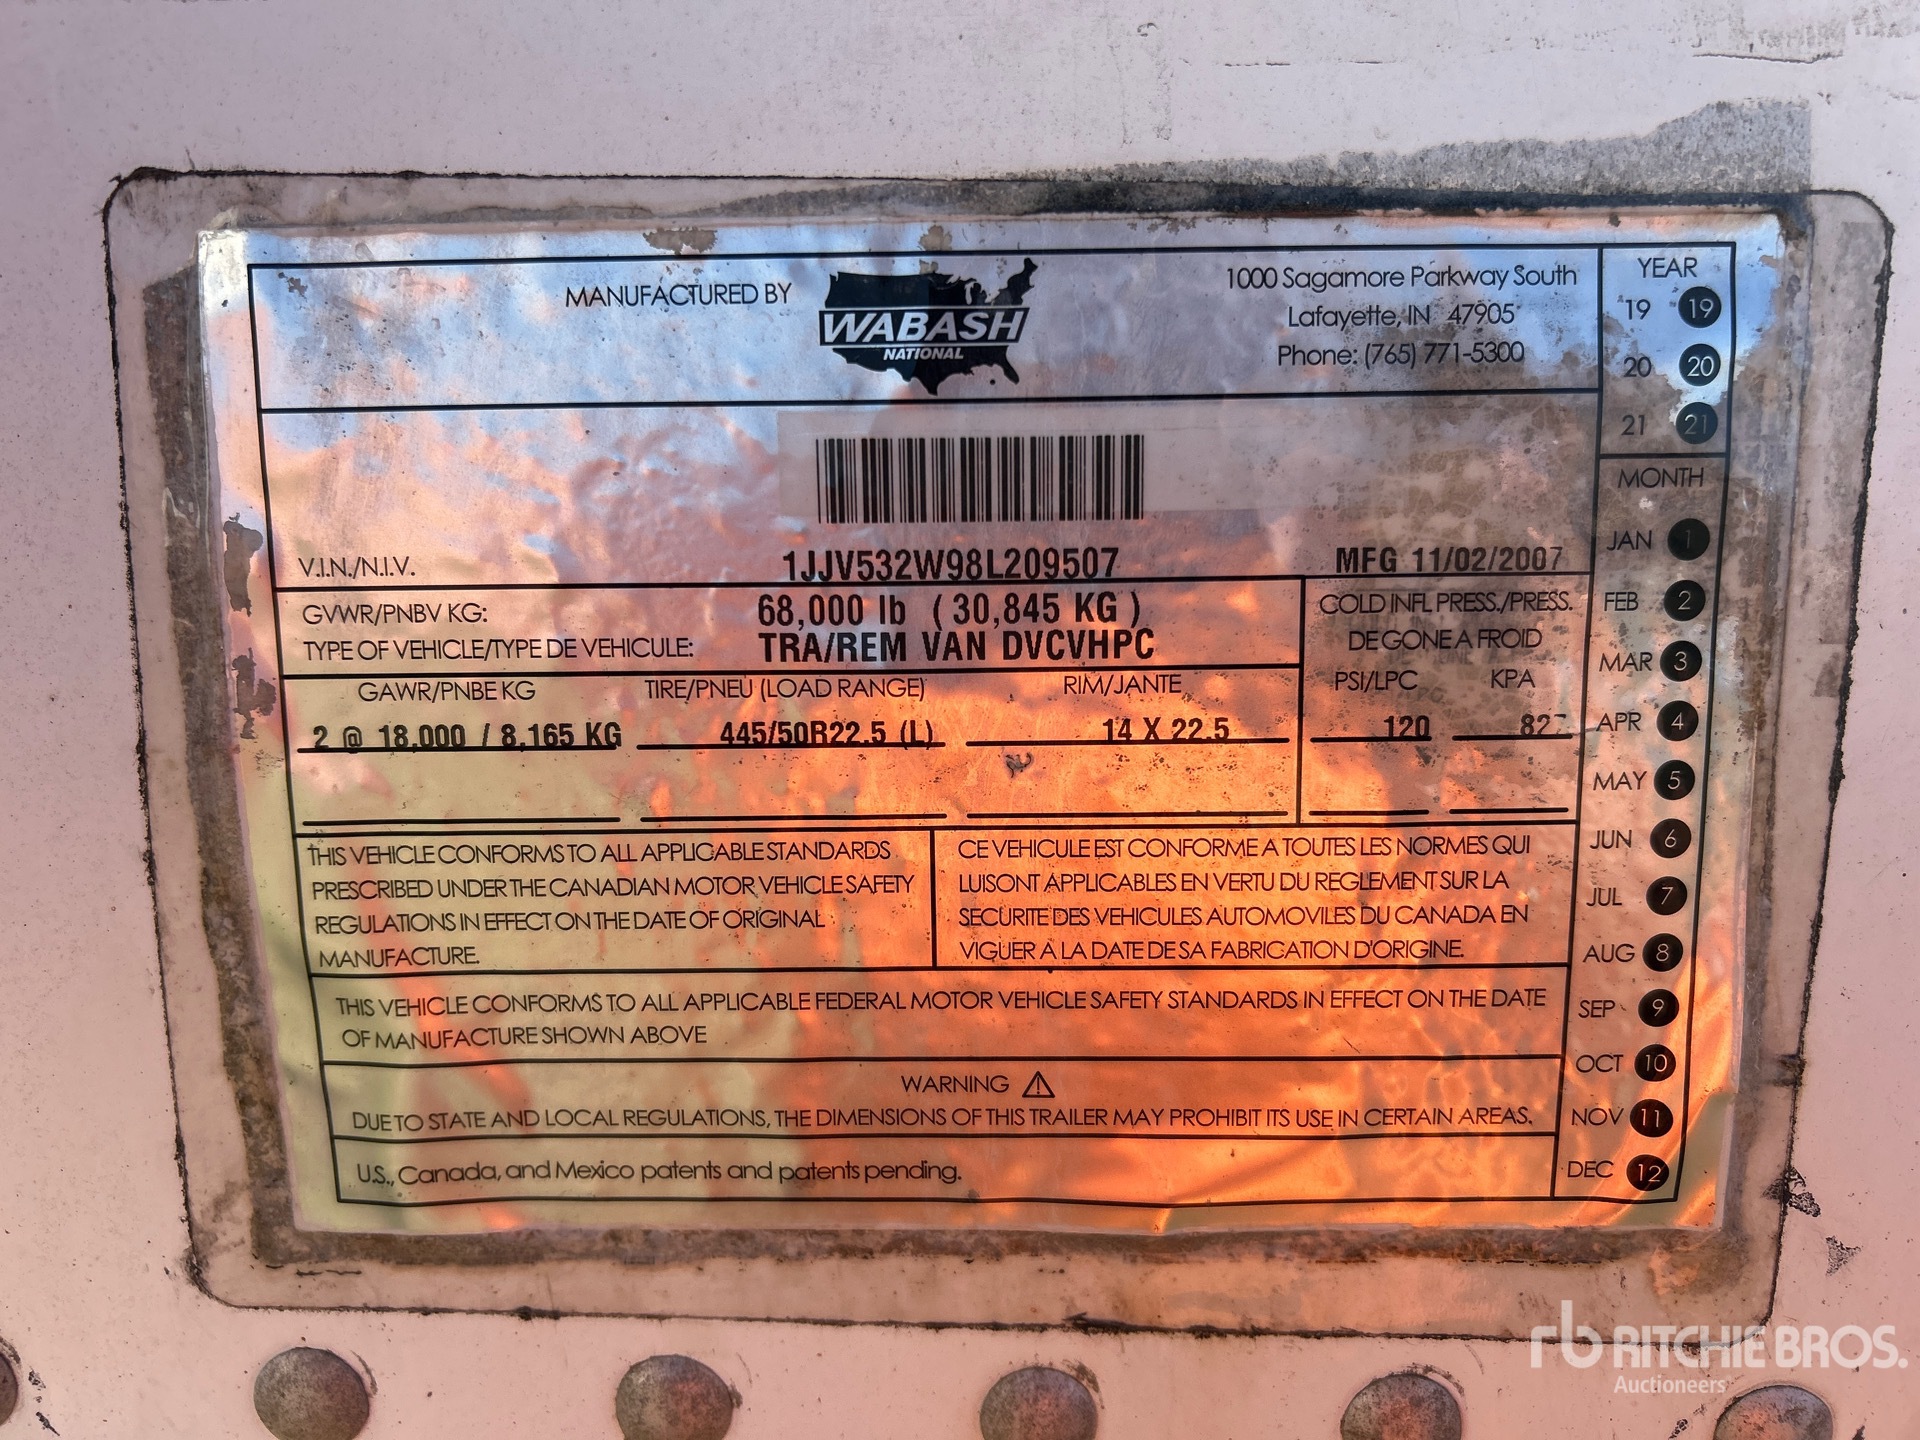 MANUFACTURED BY
WABASH
NATIONAL
1000 Sagamore Parkway South
Lafayette, IN 47905
Phone: (765) 771-5300
YEAR
19 19
20 20
21 21
MONTH
JAN 1
FEB 2
MAR 3
APR 4
MAY 5
JUN 6
JUL 7
AUG 8
SEP 9
OCT 10
NOV 11
DEC 12
V.I.N./N.I.V. 1JJV532W98L209507 MFG 11/02/2007
GVWR/PNBV KG: 68,000 lb ( 30,845 KG )
TYPE OF VEHICLE/TYPE DE VEHICULE: TRA/REM VAN DVCVHPC
COLD INFL PRESS./PRESS.
DE GONE A FROID
PSI/LPC KPA
GAWR/PNBE KG TIRE/PNEU (LOAD RANGE) RIM/JANTE
2 @ 18,000 / 8,165 KG 445/50R22.5 (L) 14 X 22.5 120 827
THIS VEHICLE CONFORMS TO ALL APPLICABLE STANDARDS
PRESCRIBED UNDER THE CANADIAN MOTOR VEHICLE SAFETY
REGULATIONS IN EFFECT ON THE DATE OF ORIGINAL
MANUFACTURE.
CE VEHICULE EST CONFORME A TOUTES LES NORMES QUI
LUISONT APPLICABLES EN VERTU DU REGLEMENT SUR LA
SECURITE DES VEHICULES AUTOMOVILES DU CANADA EN
VIGUER A LA DATE DE SA FABRICATION D'ORIGINE.
THIS VEHICLE CONFORMS TO ALL APPLICABLE FEDERAL MOTOR VEHICLE SAFETY STANDARDS IN EFFECT ON THE DATE
OF MANUFACTURE SHOWN ABOVE
WARNING
DUE TO STATE AND LOCAL REGULATIONS, THE DIMENSIONS OF THIS TRAILER MAY PROHIBIT ITS USE IN CERTAIN AREAS.
U.S., Canada, and Mexico patents and patents pending.
rb RITCHIE BROS.
Auctioneers